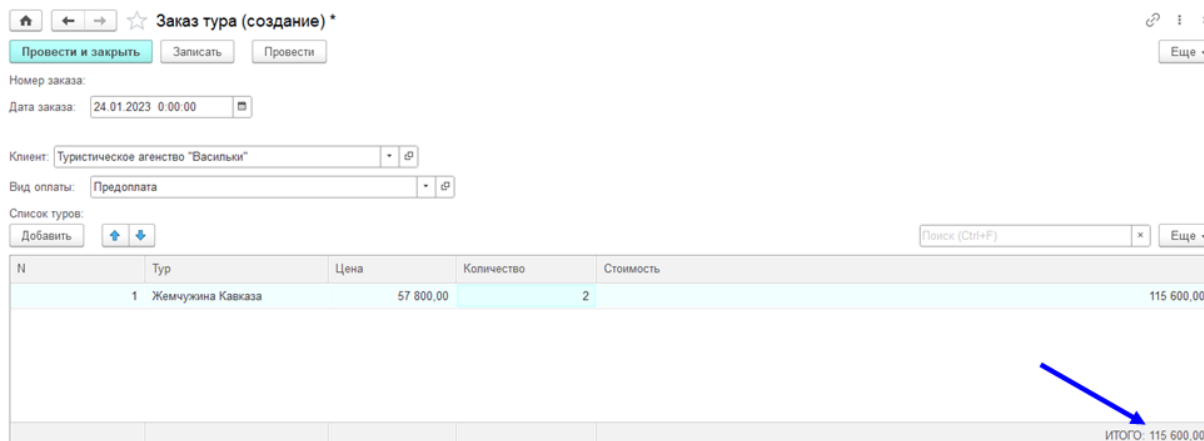 Заказ тура (создание) *
Провести и закрыть Записать Провести Еще
Номер заказа:
Дата заказа: 24.01.2023 0:00:00
Клиент: Туристическое агенство "Васильки"
Вид оплаты: Предоплата
Список туров:
Добавить Поиск (Ctrl+F) × Еще
N Тур Цена Количество Стоимость
1 Жемчужина Кавказа 57 800,00 2 115 600,00
ИТОГО: 115 600,00